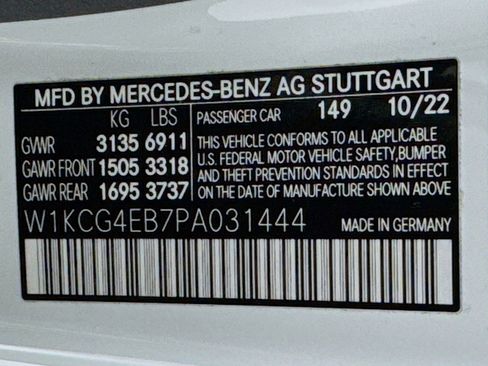 MFD BY MERCEDES-BENZ AG STUTTGART
KG LBS PASSENGER CAR 149 10/22
GVWR 3135 6911
GAWR FRONT 1505 3318
GAWR REAR 1695 3737
THIS VEHICLE CONFORMS TO ALL APPLICABLE
U.S. FEDERAL MOTOR VEHICLE SAFETY,BUMPER
AND THEFT PREVENTION STANDARDS IN EFFECT
ON THE DATE OF MANUFACTURE SHOWN ABOVE.
W1KCG4EB7PA031444 MADE IN GERMANY